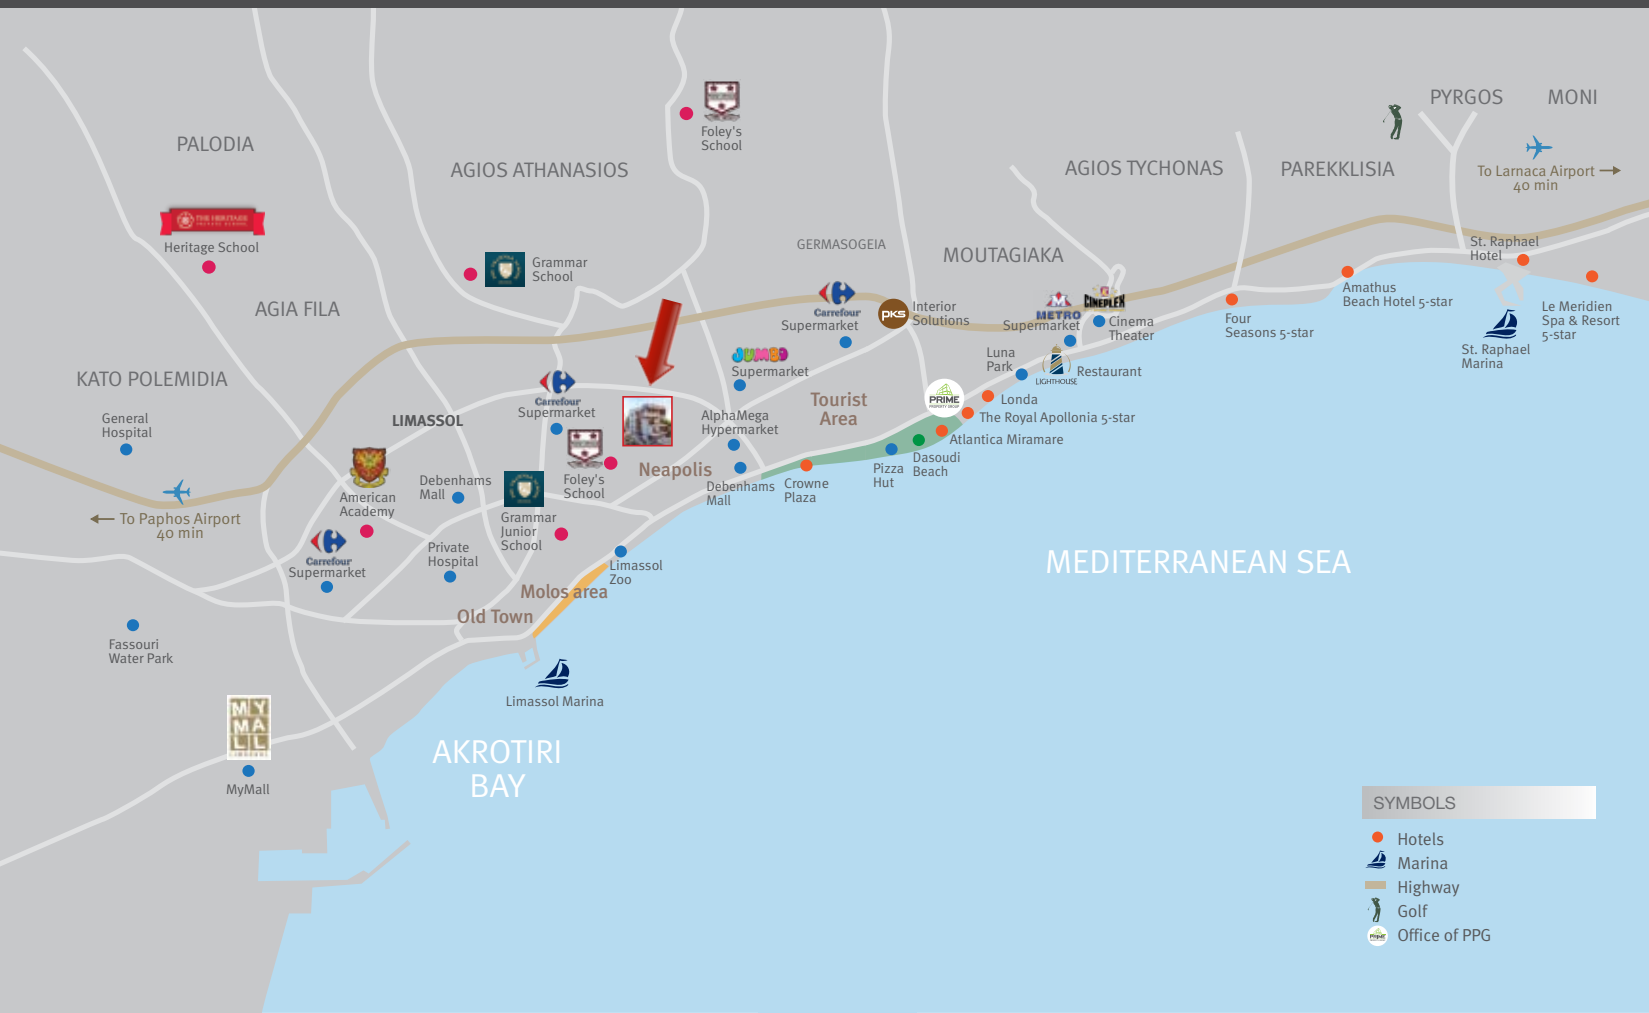 PYRGOS
MONI
Foley's
School
PALODIA
AGIOS ATHANASIOS
AGIOS TYCHONAS
PAREKKLISIA
To Larnaca Airport
40 min
THE HERITAGE
Heritage School
Grammar
School
GERMASOGEIA
MOUTAGIAKA
St. Raphael
Hotel
AGIA FILA
Carrefour
Supermarket
pks
Interior
Solutions
METRO
Supermarket
CINEPLEX
Cinema
Theater
Amathus
Beach Hotel 5-star
Four
Seasons 5-star
Le Meridien
Spa & Resort
5-star
St. Raphael
Marina
JUMBO
Supermarket
Luna
Park
LIGHTHOUSE
Restaurant
KATO POLEMIDIA
General
Hospital
LIMASSOL
Carrefour
Supermarket
AlphaMega
Hypermarket
Tourist
Area
PRIME
PROPERTY GROUP
Londa
The Royal Apollonia 5-star
Atlantica Miramare
Dasoudi
Beach
Pizza
Hut
Crowne
Plaza
Debenhams
Mall
Neapolis
Foley's
School
American
Academy
Debenhams
Mall
Grammar
Junior
School
To Paphos Airport
40 min
Carrefour
Supermarket
Private
Hospital
Limassol
Zoo
Molos area
Old Town
MEDITERRANEAN SEA
Fassouri
Water Park
Limassol Marina
MY
MA
LL
MyMall
AKROTIRI
BAY
SYMBOLS
Hotels
Marina
Highway
Golf
Office of PPG